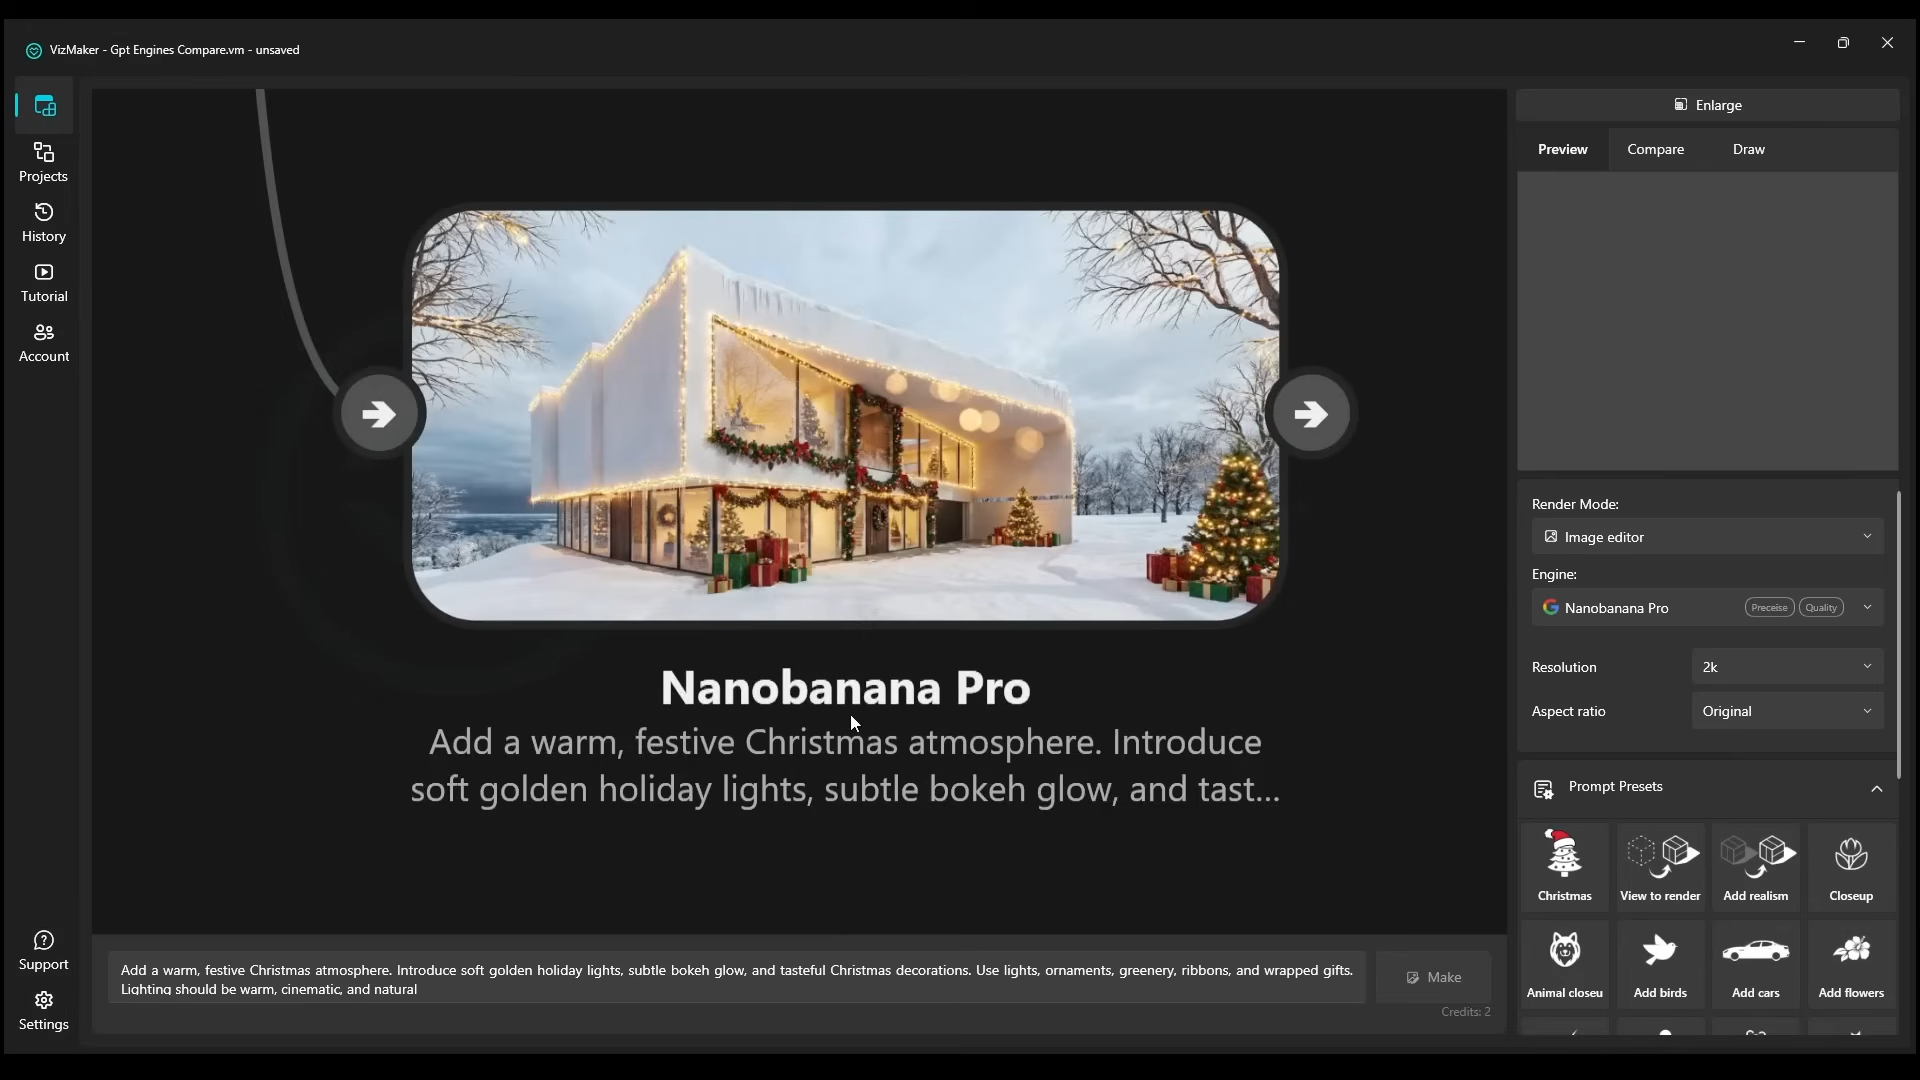 VizMaker - Gpt Engines Compare.vm - unsaved
Projects
History
Tutorial
Account
Support
Settings
Nanobanana Pro
Add a warm, festive Christmas atmosphere. Introduce
soft golden holiday lights, subtle bokeh glow, and tast...
Add a warm, festive Christmas atmosphere. Introduce soft golden holiday lights, subtle bokeh glow, and tasteful Christmas decorations. Use lights, ornaments, greenery, ribbons, and wrapped gifts.
Lighting should be warm, cinematic, and natural
Make
Credits: 2
Enlarge
Preview Compare Draw
Render Mode:
Image editor
Engine:
Nanobanana Pro Preceise Quality
Resolution 2k
Aspect ratio Original
Prompt Presets
Christmas View to render Add realism Closeup
Animal closeu Add birds Add cars Add flowers